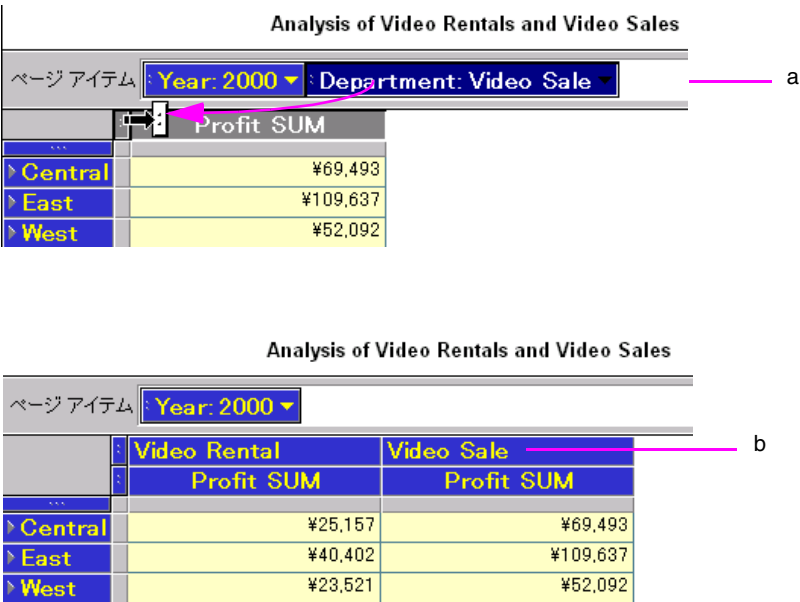 Analysis of Video Rentals and Video Sales
ページ アイテム Year: 2000 Department: Video Sale a
Profit SUM
Central ¥69,493
East ¥109,637
West ¥52,092
Analysis of Video Rentals and Video Sales
ページ アイテム Year: 2000
Video Rental Video Sale b
Profit SUM Profit SUM
Central ¥25,157 ¥69,493
East ¥40,402 ¥109,637
West ¥23,521 ¥52,092